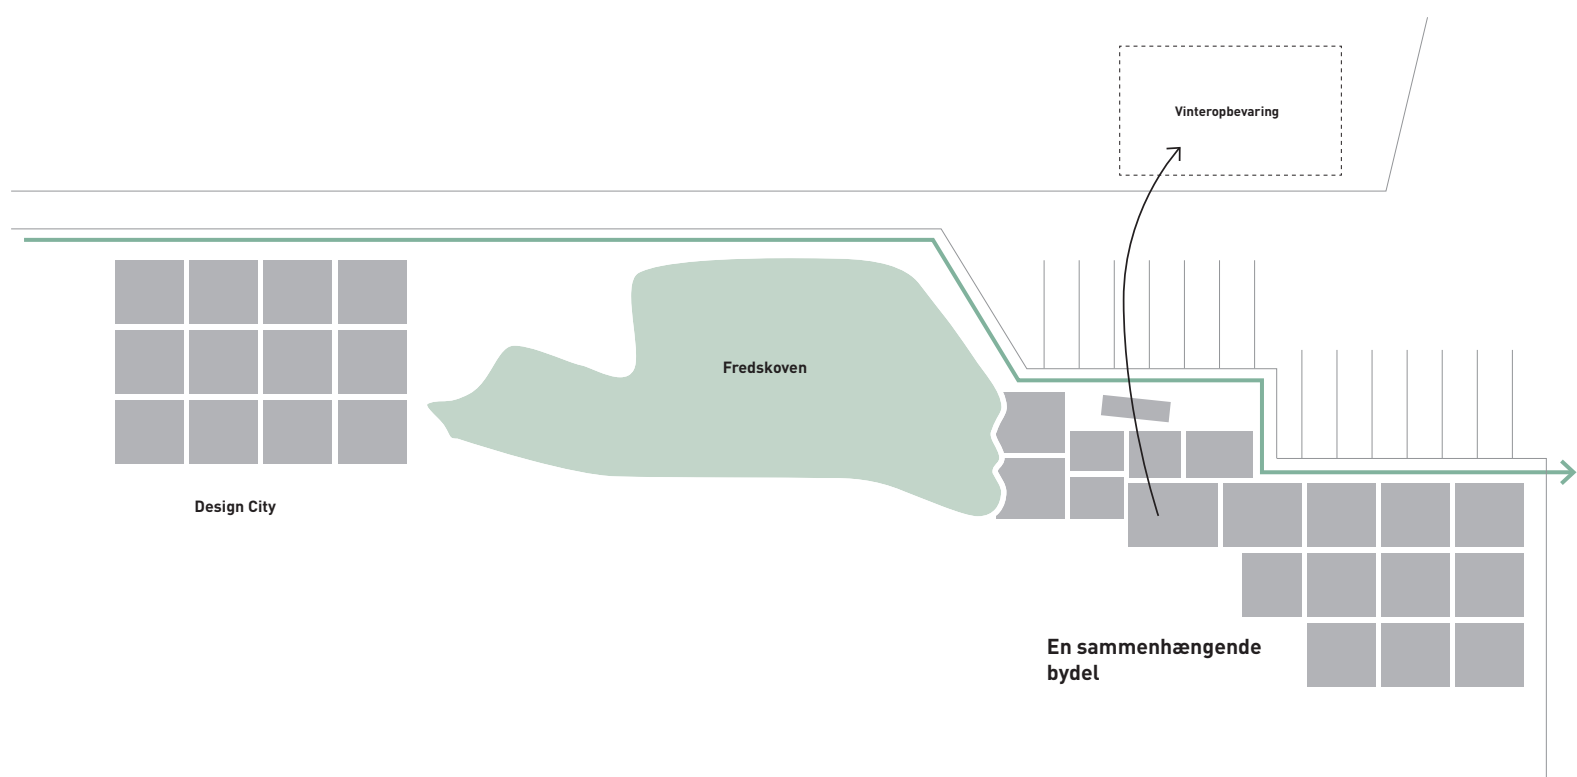 Vinteropbevaring
Fredskoven
Design City
En sammenhængende
bydel